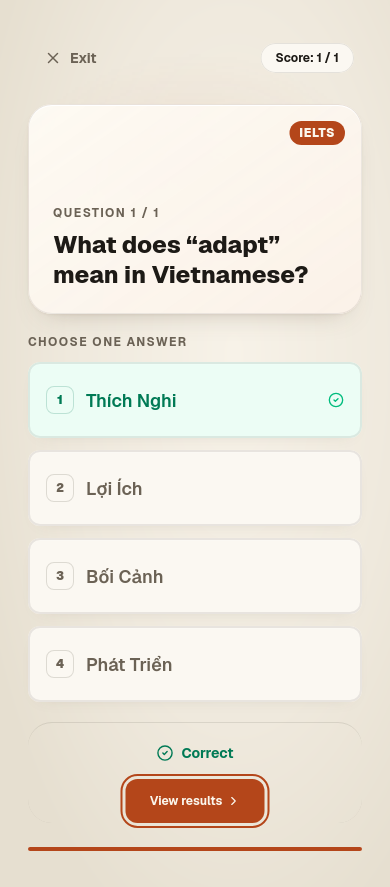 Exit
Score: 1 / 1
IELTS
QUESTION 1 / 1
What does “adapt”
mean in Vietnamese?
CHOOSE ONE ANSWER
1 Thích Nghi
2 Lợi Ích
3 Bối Cảnh
4 Phát Triển
Correct
View results